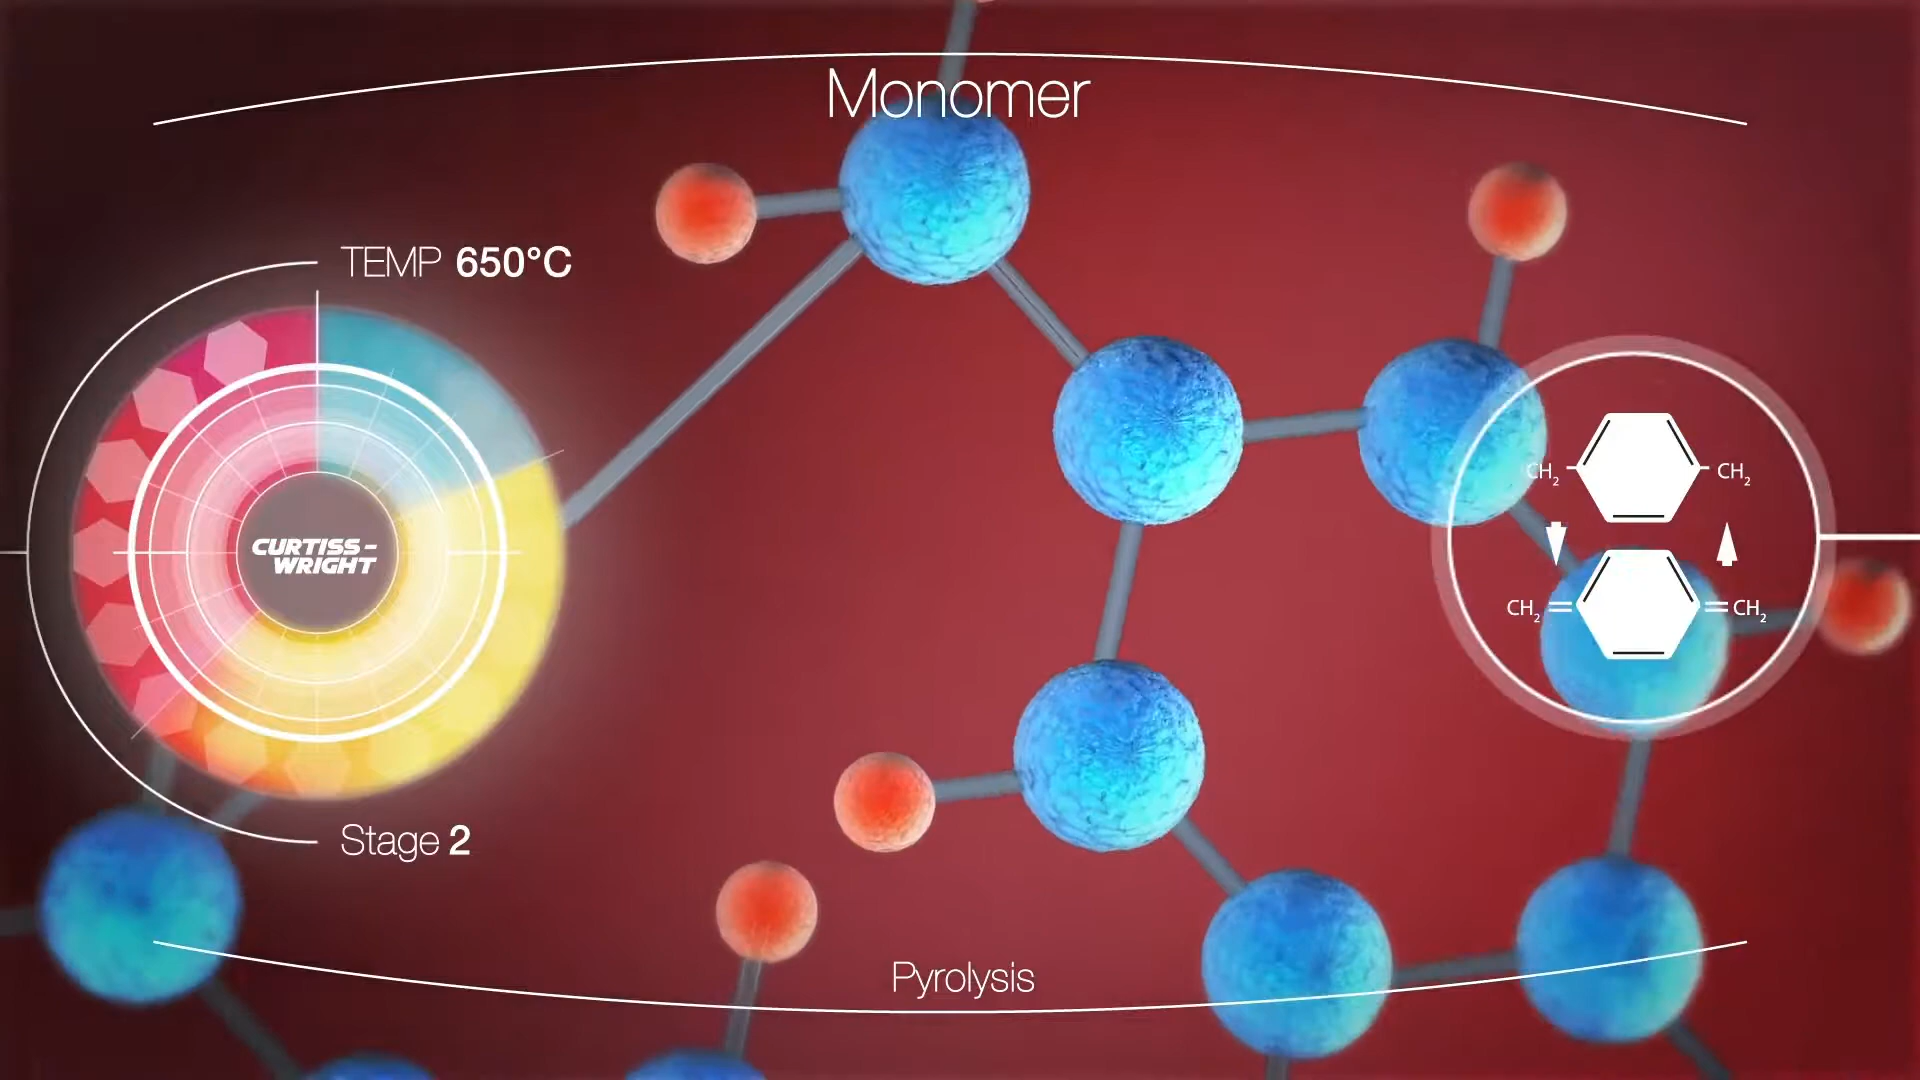 Monomer
TEMP 650°C
CURTISS-
WRIGHT
CH2 CH2
CH2 CH2
Stage 2
Pyrolysis